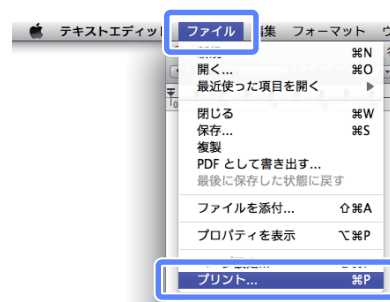 テキストエディッ ファイル 集 フォーマット
⌘N
開く... ⌘O
最近使った項目を開く ▶
閉じる ⌘W
保存... ⌘S
複製
PDF として書き出す...
最後に保存した状態に戻す
ファイルを添付... ⇧⌘A
プロパティを表示 ⌥⌘P
プリント... ⌘P